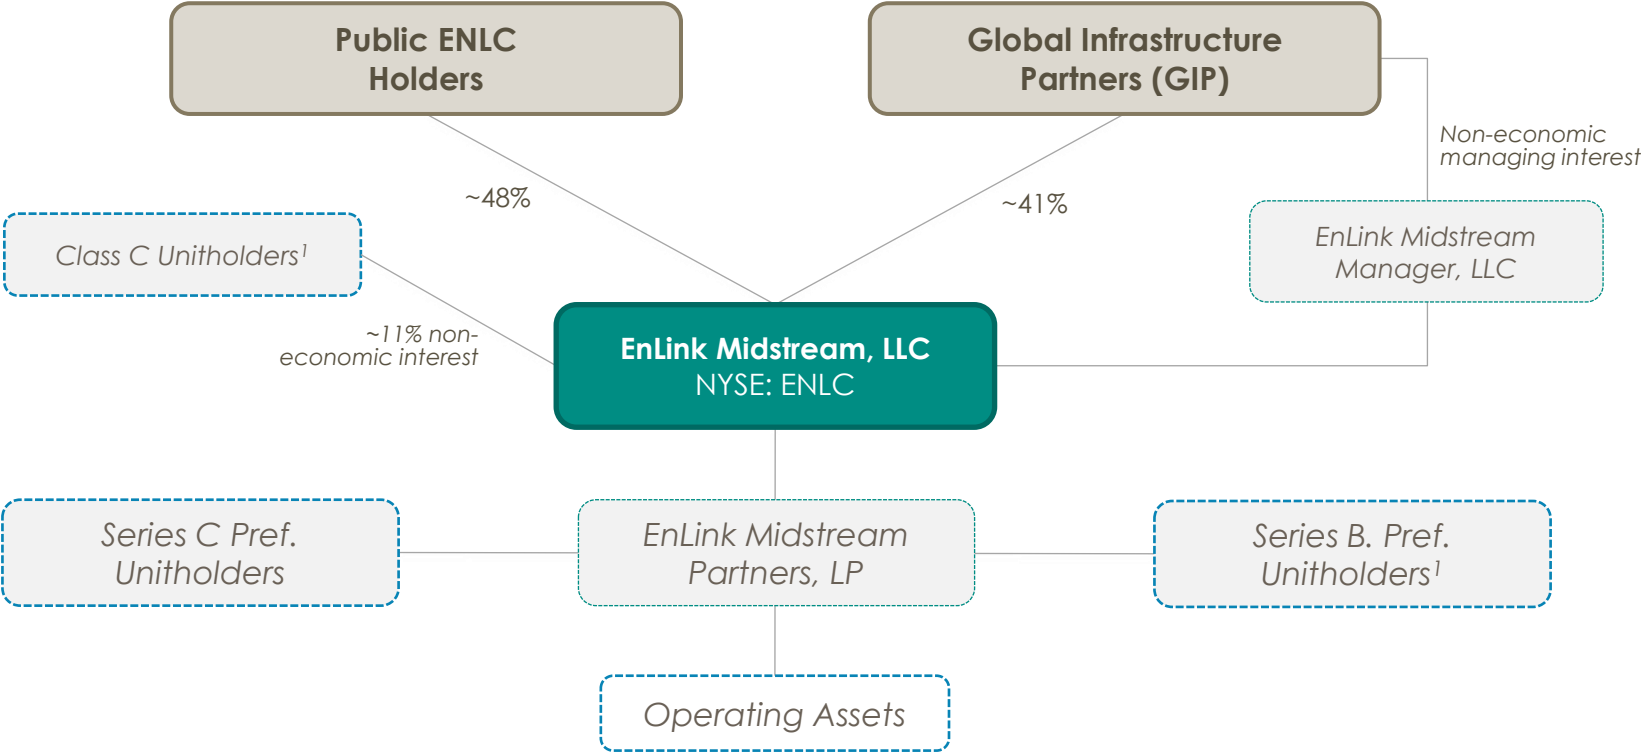 Public ENLC
Holders
Global Infrastructure
Partners (GIP)
Non-economic
managing interest
~48%
~41%
Class C Unitholders¹
EnLink Midstream
Manager, LLC
~11% non-
economic interest
EnLink Midstream, LLC
NYSE: ENLC
Series C Pref.
Unitholders
EnLink Midstream
Partners, LP
Series B. Pref.
Unitholders¹
Operating Assets